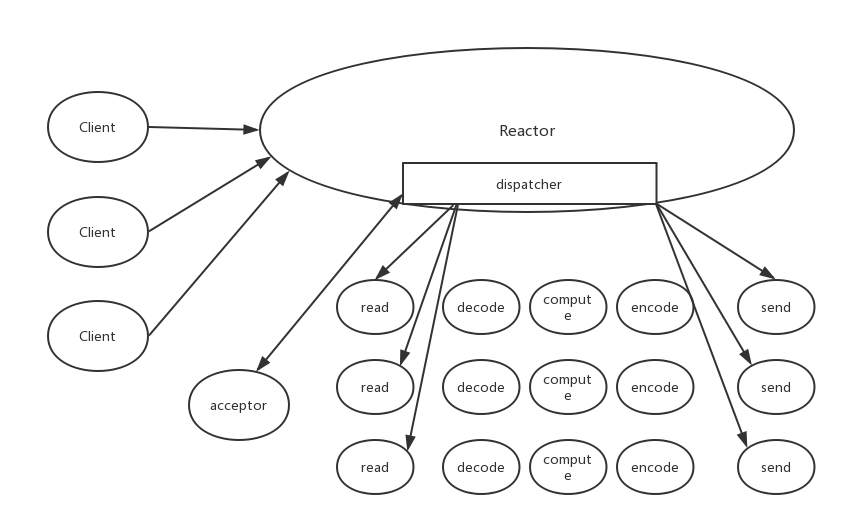 Reactor
Client
dispatcher
Client
Client
acceptor
read
decode
comput
e
encode
send
read
decode
comput
e
encode
send
read
decode
comput
e
encode
send